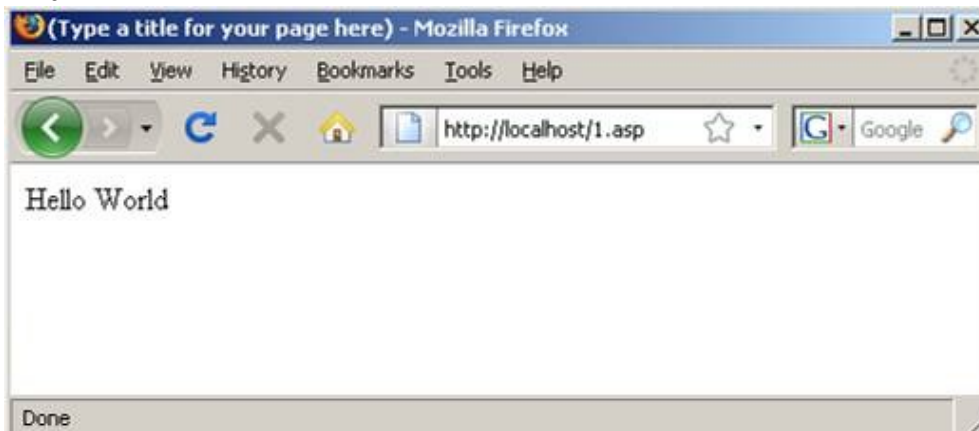 (Type a title for your page here) - Mozilla Firefox
File Edit View History Bookmarks Tools Help
http://localhost/1.asp G Google
Hello World
Done